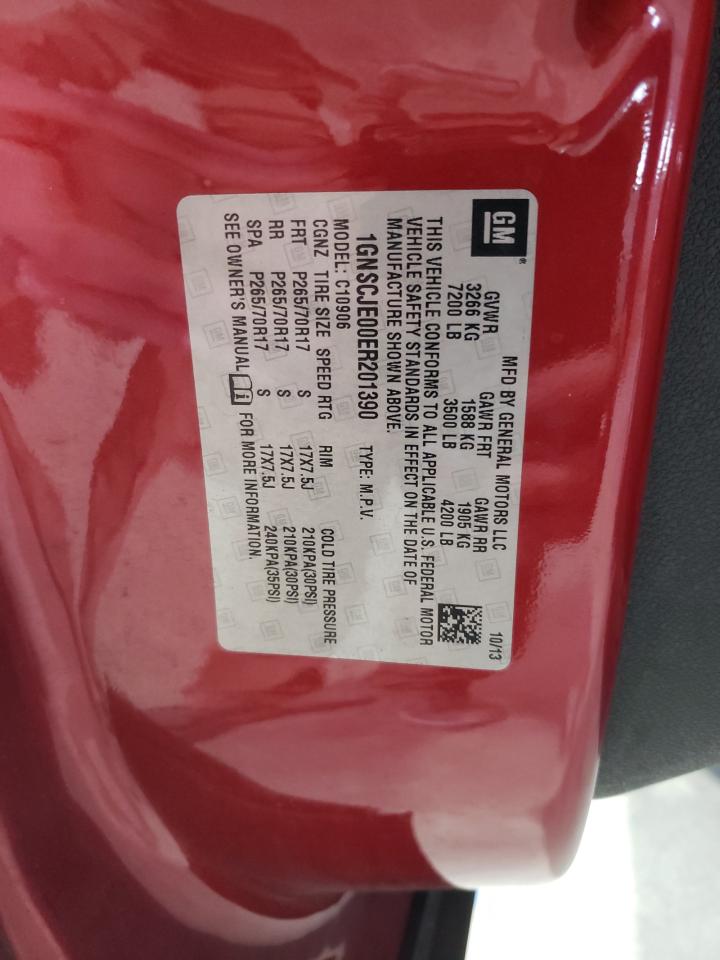 GM®
MFD BY GENERAL MOTORS LLC 10/13
GVWR GAWR FRT GAWR RR
3266 KG 1588 KG 1905 KG
7200 LB 3500 LB 4200 LB
THIS VEHICLE CONFORMS TO ALL APPLICABLE U.S. FEDERAL MOTOR
VEHICLE SAFETY STANDARDS IN EFFECT ON THE DATE OF
MANUFACTURE SHOWN ABOVE.
1GNSCJE00ER201390 TYPE: M.P.V.
MODEL: C10906
CGNZ TIRE SIZE SPEED RTG RIM COLD TIRE PRESSURE
FRT P265/70R17 S 17X7.5J 210KPA(30PSI)
RR P265/70R17 S 17X7.5J 210KPA(30PSI)
SPA P265/70R17 S 17X7.5J 240KPA(35PSI)
SEE OWNER'S MANUAL i FOR MORE INFORMATION.